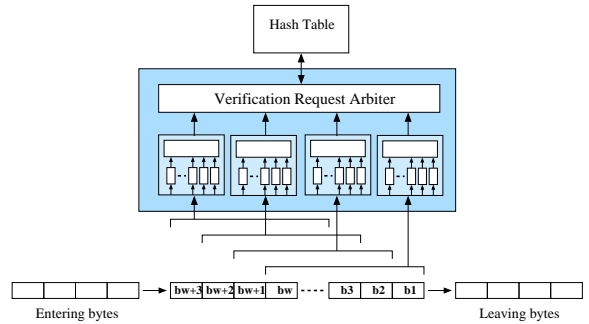 Hash Table
Verification Request Arbiter
bw+3 bw+2 bw+1 bw b3 b2 b1
Entering bytes Leaving bytes